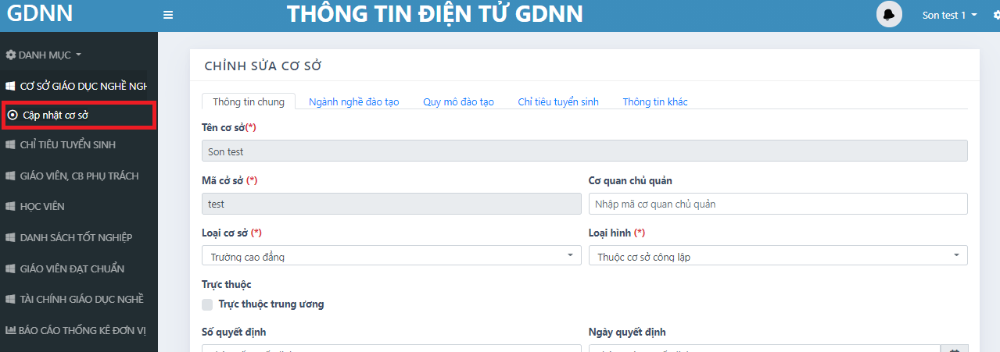 GDNN
THÔNG TIN ĐIỆN TỬ GDNN
Son test 1
DANH MỤC
CƠ SỞ GIÁO DỤC NGHỀ NGH
Cập nhật cơ sở
CHỈ TIÊU TUYỂN SINH
GIÁO VIÊN, CB PHỤ TRÁCH
HỌC VIÊN
DANH SÁCH TỐT NGHIỆP
GIÁO VIÊN ĐẠT CHUẨN
TÀI CHÍNH GIÁO DỤC NGHỀ
BÁO CÁO THỐNG KÊ ĐƠN VỊ
CHỈNH SỬA CƠ SỞ
Thông tin chung Ngành nghề đào tạo Quy mô đào tạo Chỉ tiêu tuyển sinh Thông tin khác
Tên cơ sở(*)
Son test
Mã cở sở (*) Cơ quan chủ quản
test Nhập mã cơ quan chủ quản
Loại cơ sở (*) Loại hình (*)
Trường cao đẳng Thuộc cơ sở công lập
Trực thuộc
Trực thuộc trung ương
Số quyết định Ngày quyết định